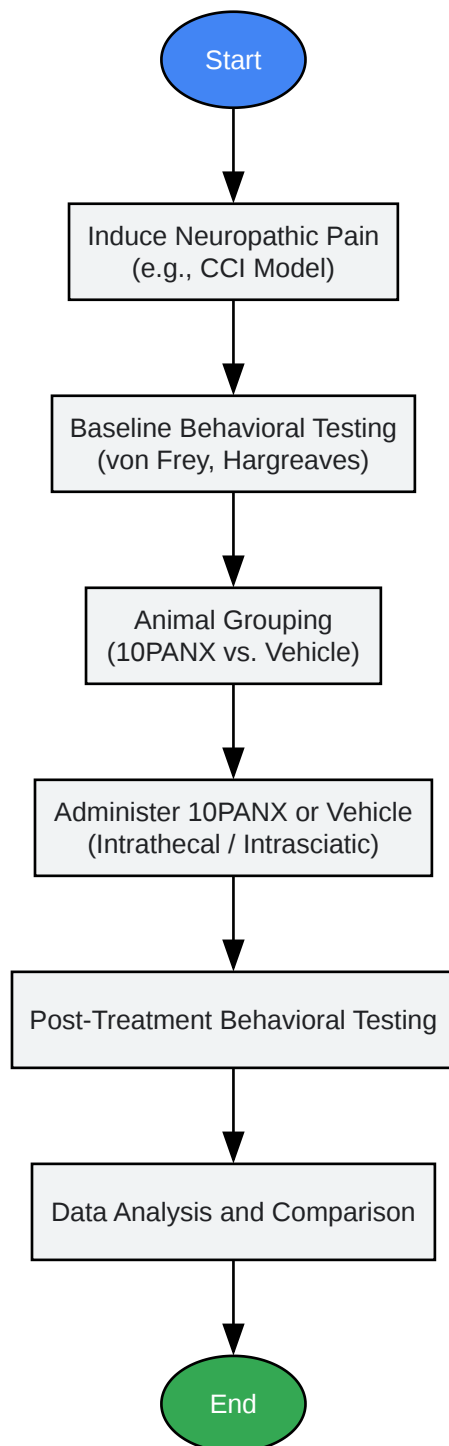 Start
Induce Neuropathic Pain
(e.g., CCI Model)
Baseline Behavioral Testing
(von Frey, Hargreaves)
Animal Grouping
(10PANX vs. Vehicle)
Administer 10PANX or Vehicle
(Intrathecal / Intrasciatic)
Post-Treatment Behavioral Testing
Data Analysis and Comparison
End